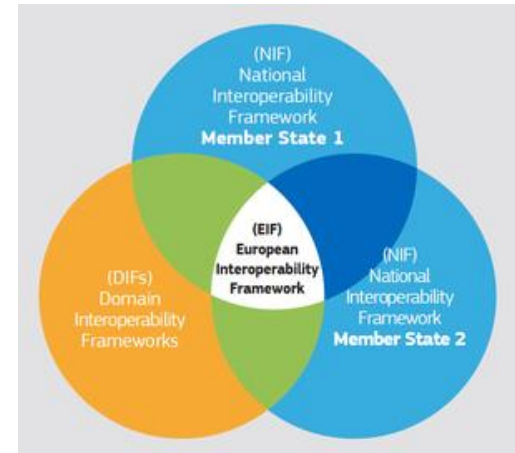 (NIF)
National
Interoperability
Framework
Member State 1
(EIF)
European
Interoperability
Framework
(DIFs)
Domain
Interoperability
Frameworks
(NIF)
National
Interoperability
Framework
Member State 2